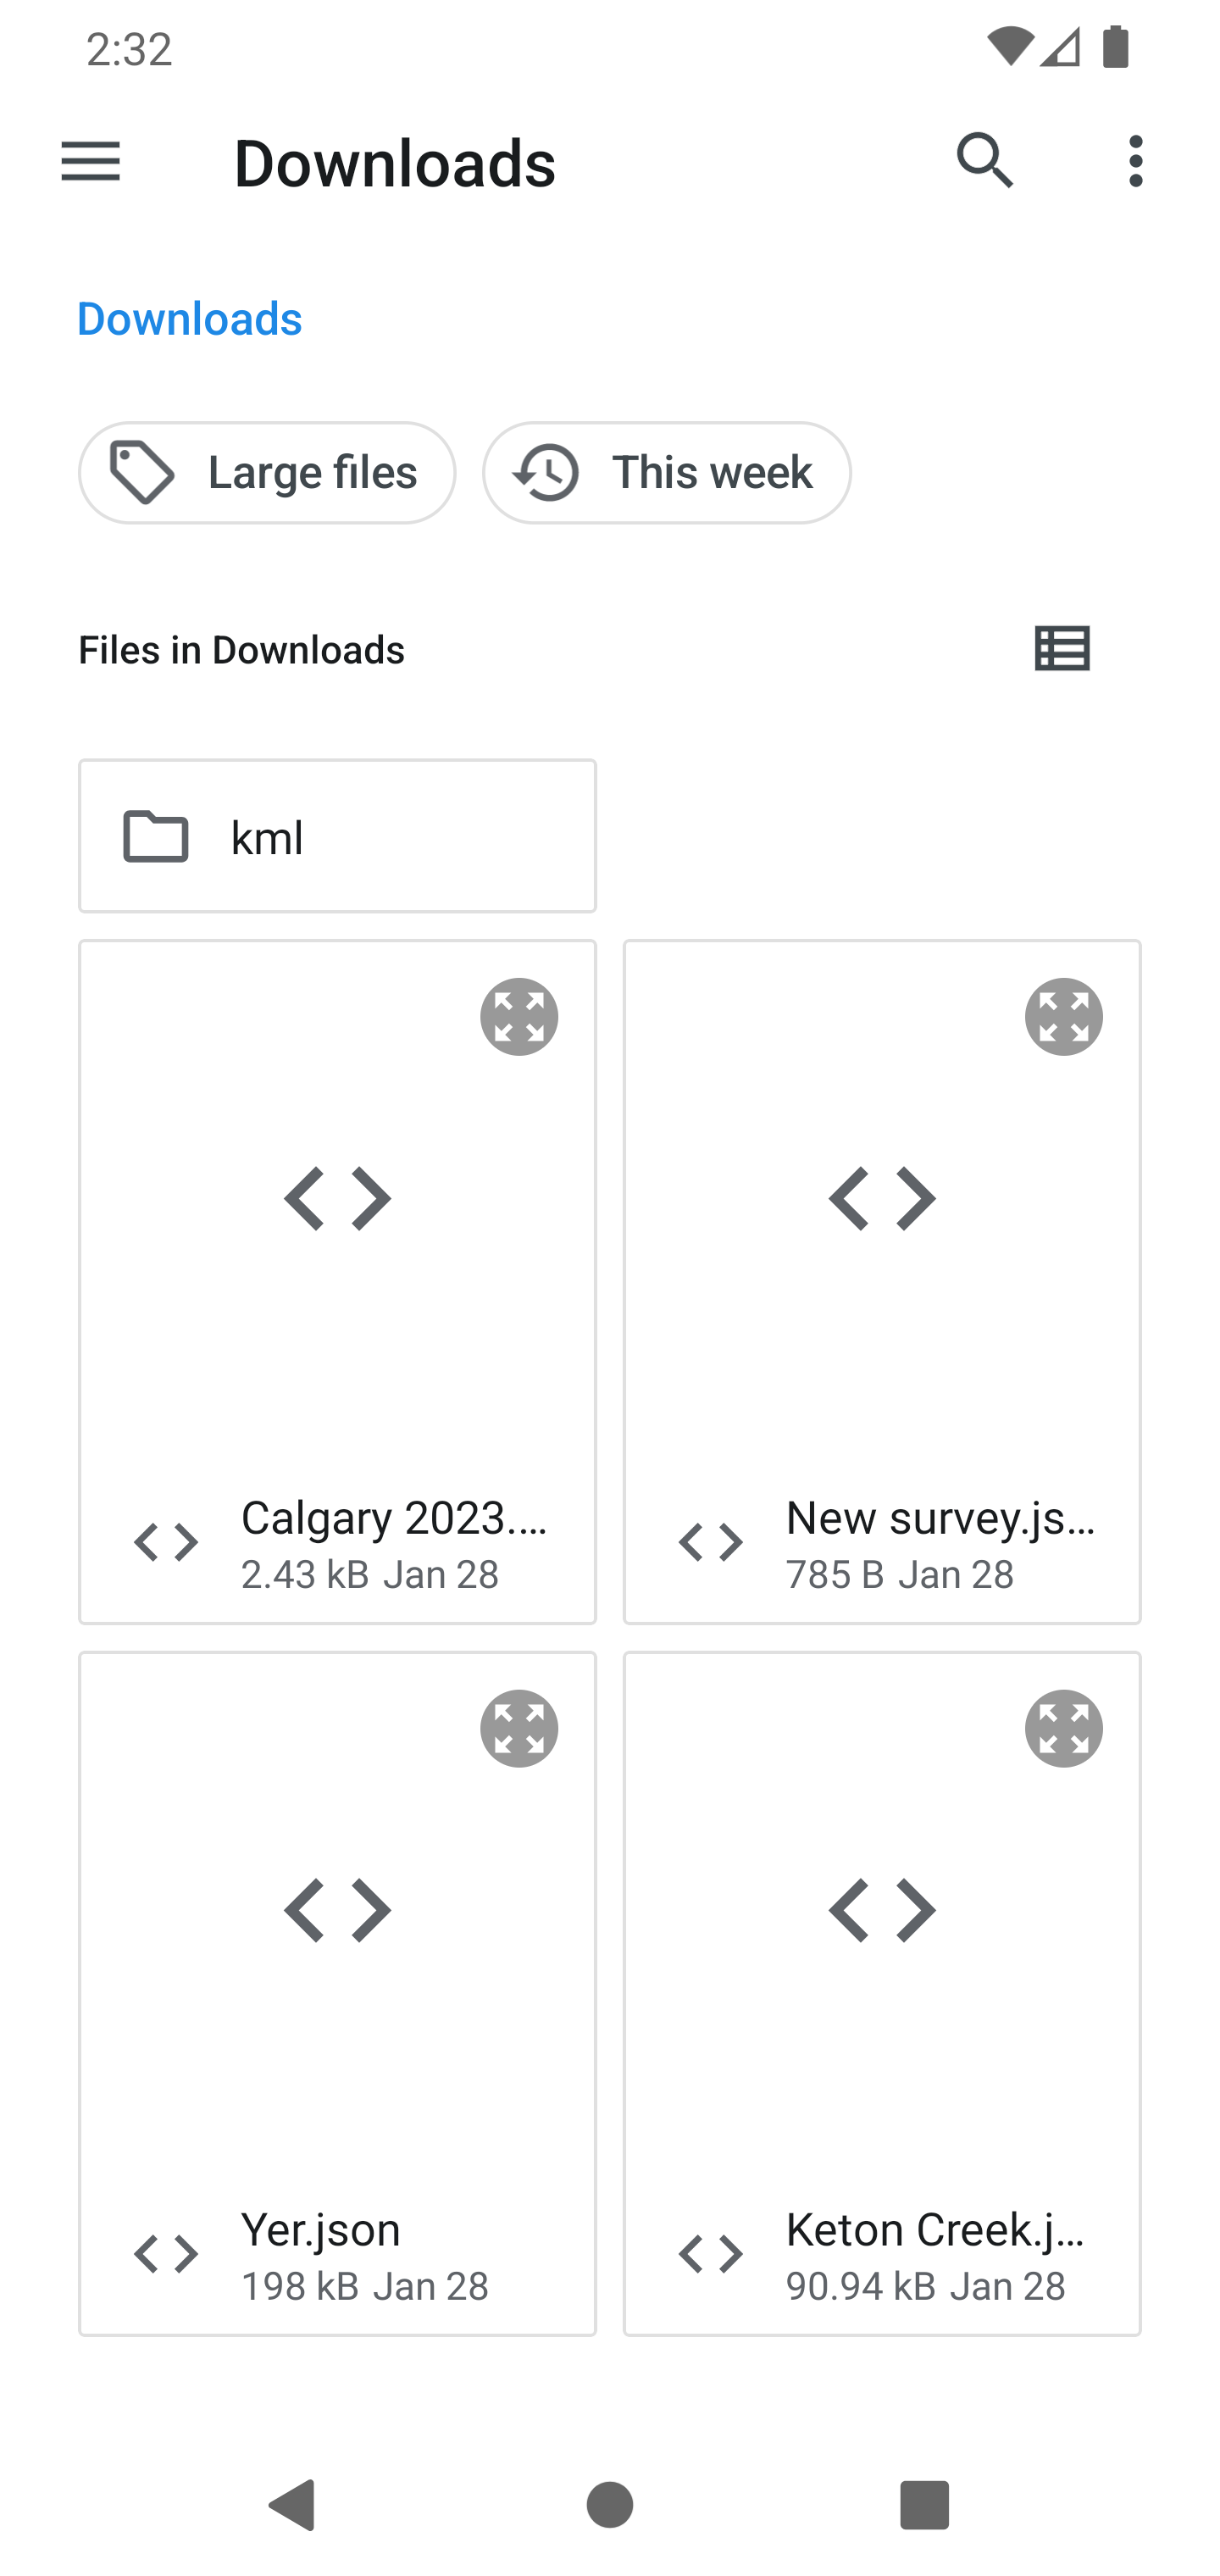 2:32
Downloads
Downloads
Large files
This week
Files in Downloads
kml
Calgary 2023....
2.43 kB Jan 28
New survey.js...
785 B Jan 28
Yer.json
198 kB Jan 28
Keton Creek.j...
90.94 kB Jan 28